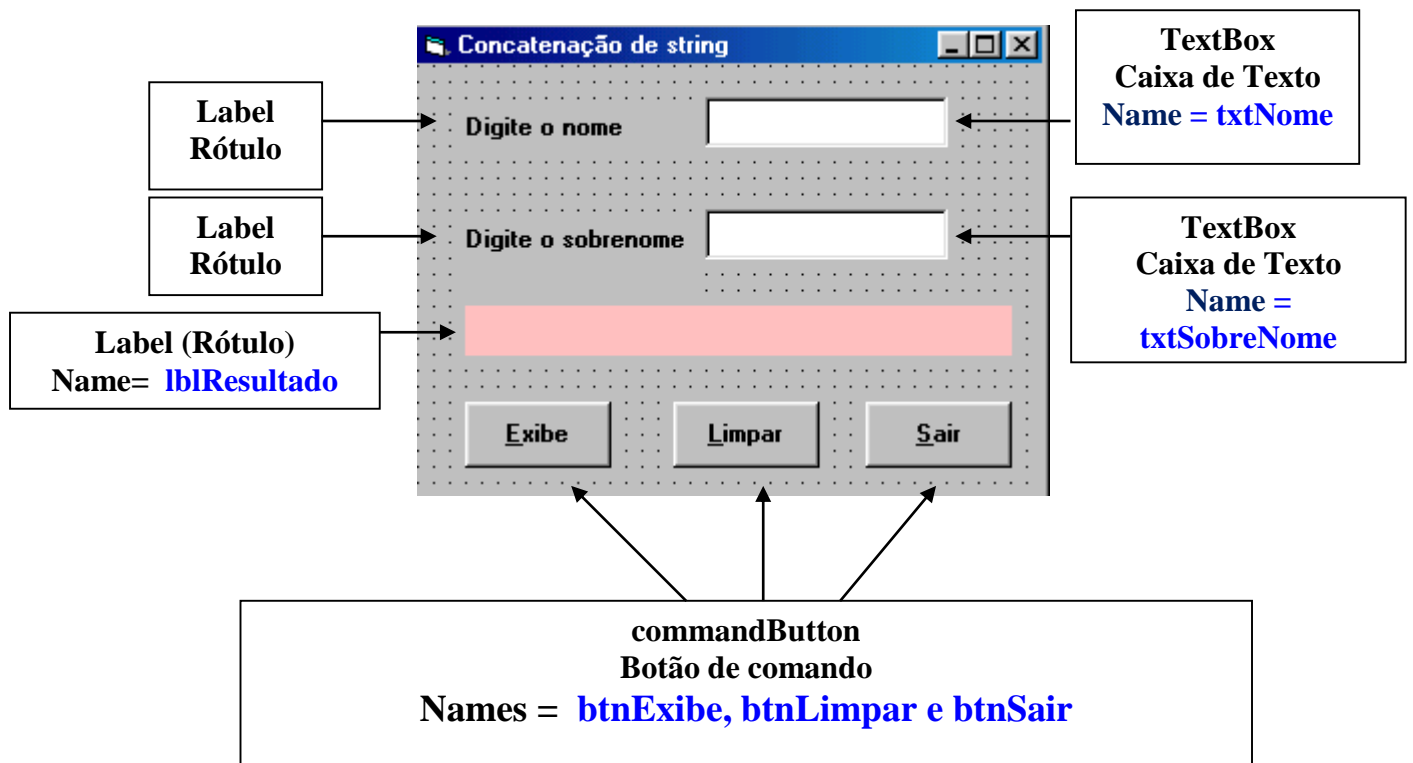 Concatenação de string
TextBox
Caixa de Texto
Name = txtNome
Label
Rótulo
Digite o nome
Label
Rótulo
Digite o sobrenome
TextBox
Caixa de Texto
Name =
txtSobreNome
Label (Rótulo)
Name= lblResultado
Exibe
Limpar
Sair
commandButton
Botão de comando
Names = btnExibe, btnLimpar e btnSair